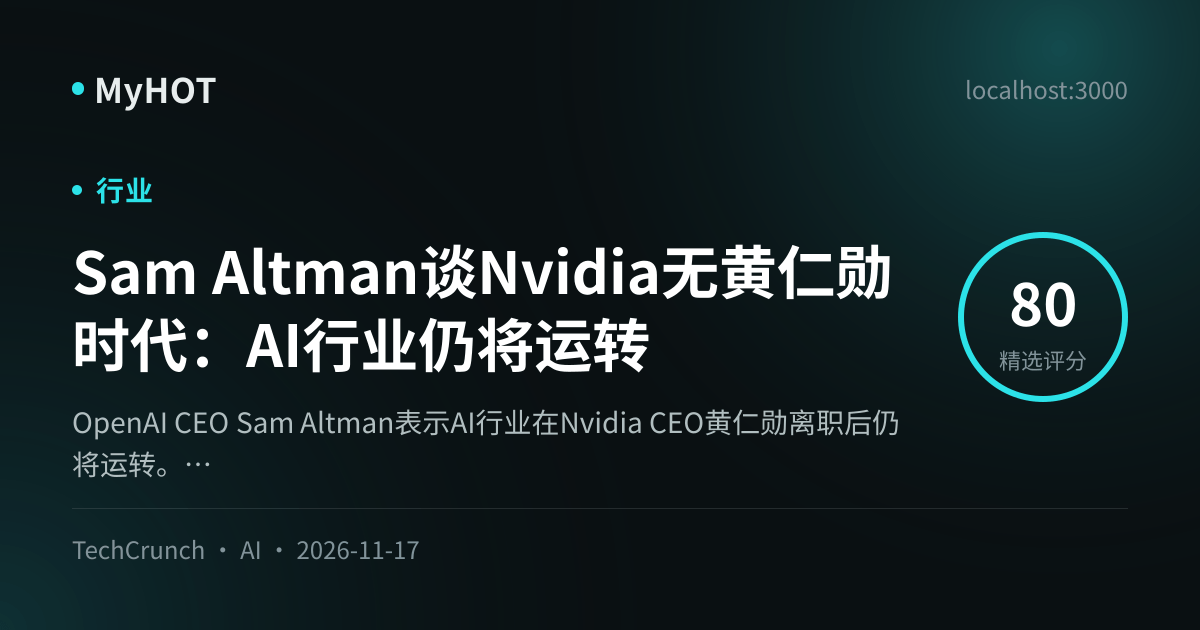 MyHOT
localhost:3000
行业
Sam Altman谈Nvidia无黄仁勋
时代：AI行业仍将运转
80
精选评分
OpenAI CEO Sam Altman表示AI行业在Nvidia CEO黄仁勋离职后仍
将运转。…
TechCrunch · AI · 2026-11-17